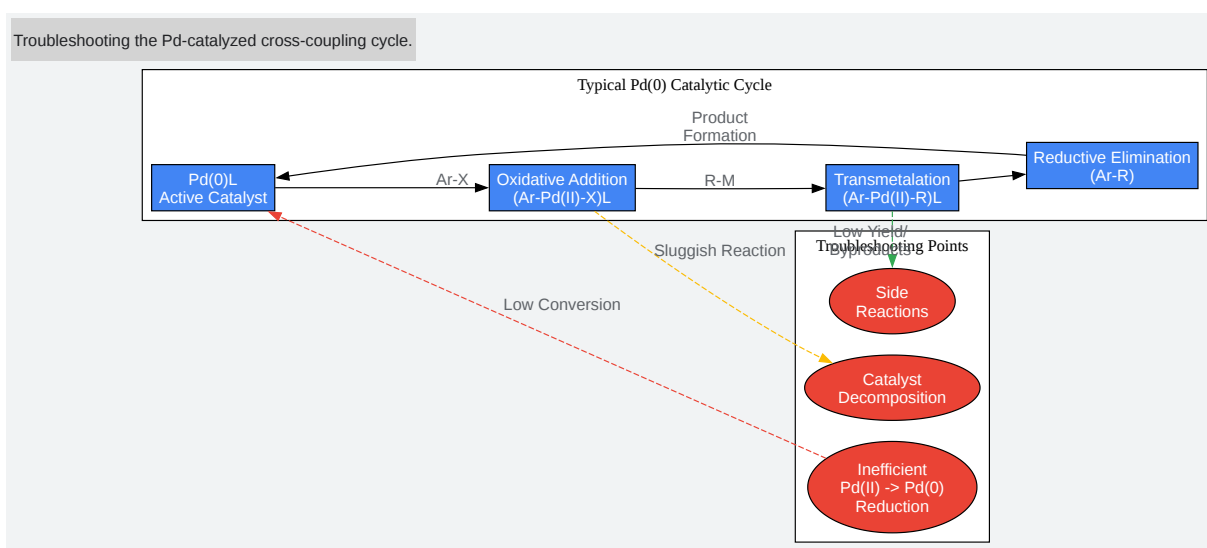 Troubleshooting the Pd-catalyzed cross-coupling cycle.
Typical Pd(0) Catalytic Cycle
Product
Formation
Pd(0)L
Active Catalyst
Ar-X
Oxidative Addition
(Ar-Pd(II)-X)L
R-M
Transmetalation
(Ar-Pd(II)-R)L
Reductive Elimination
(Ar-R)
Sluggish Reaction
Low Yield/
Byproducts
Troubleshooting Points
Low Conversion
Side
Reactions
Catalyst
Decomposition
Inefficient
Pd(II) -> Pd(0)
Reduction